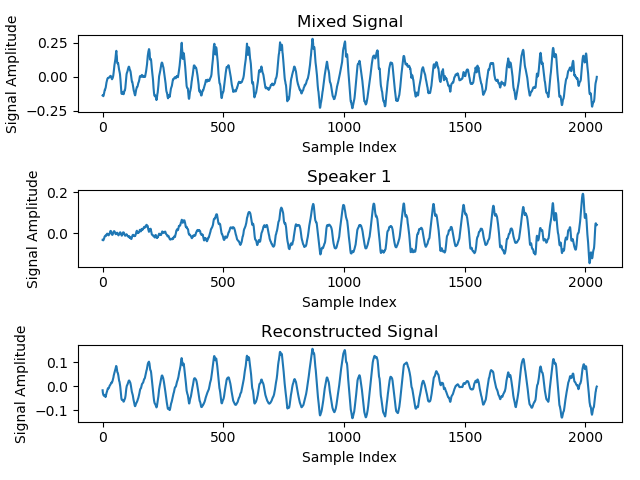 Mixed Signal
Signal Amplitude
0.25
0.00
−0.25
0 500 1000 1500 2000
Sample Index
Speaker 1
Signal Amplitude
0.2
0.0
0 500 1000 1500 2000
Sample Index
Reconstructed Signal
Signal Amplitude
0.1
0.0
−0.1
0 500 1000 1500 2000
Sample Index